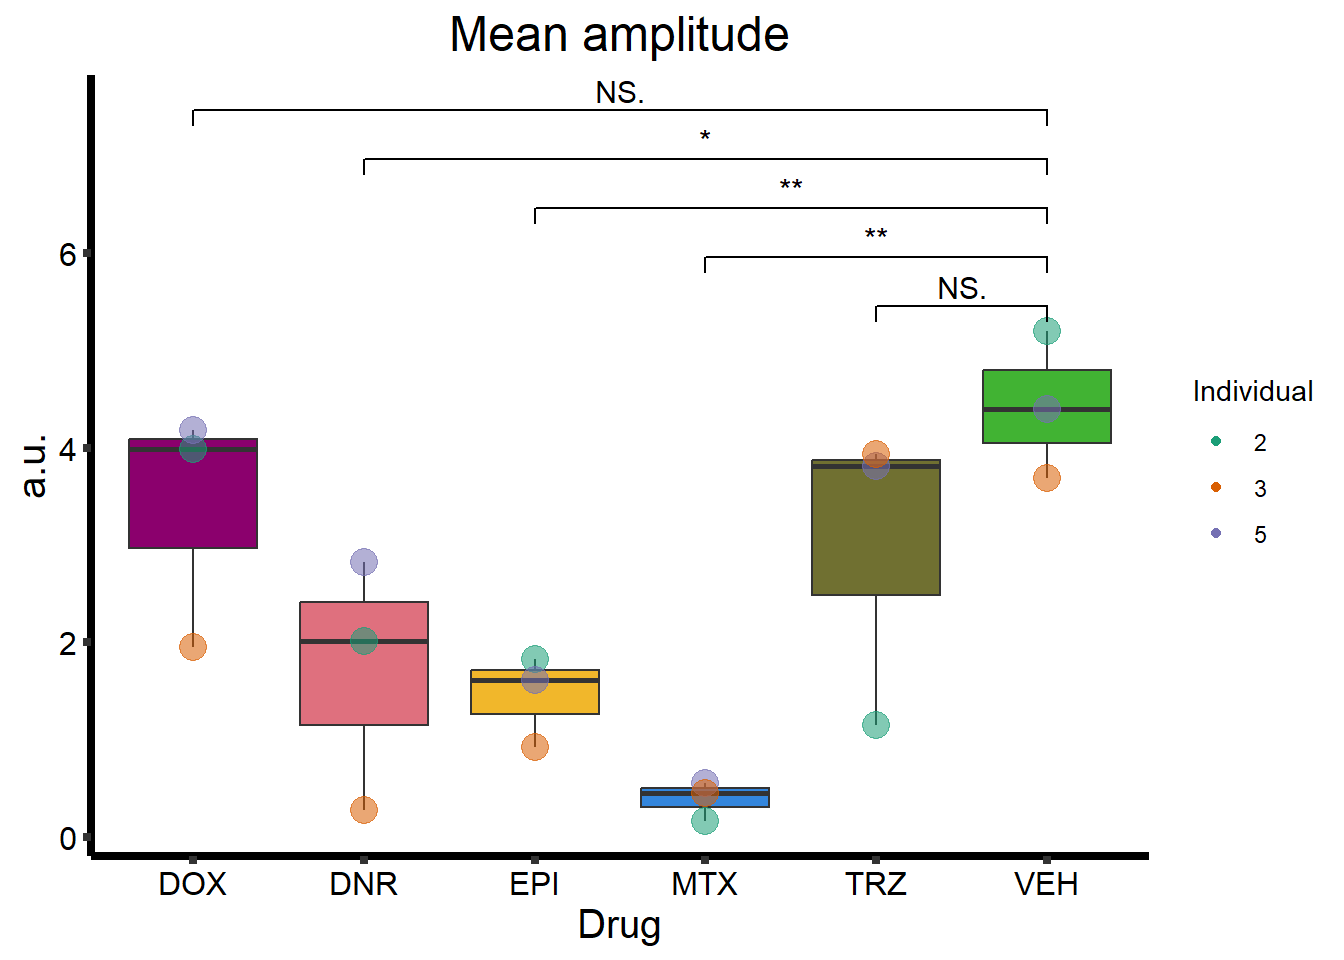 Mean amplitude
NS.
*
**
**
NS.
6
4
2
0
a.u.
DOX DNR EPI MTX TRZ VEH
Drug
Individual
2
3
5